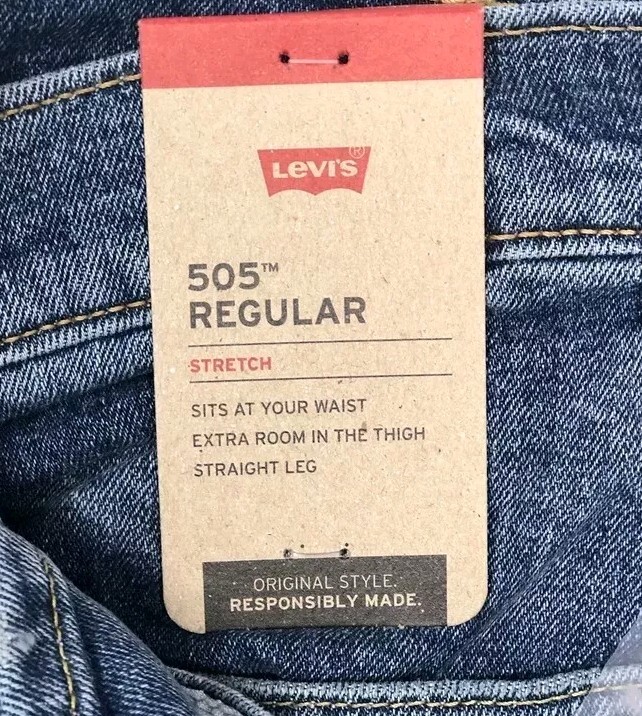 LEVI'S®
505™
REGULAR
STRETCH
SITS AT YOUR WAIST
EXTRA ROOM IN THE THIGH
STRAIGHT LEG
ORIGINAL STYLE.
RESPONSIBLY MADE.